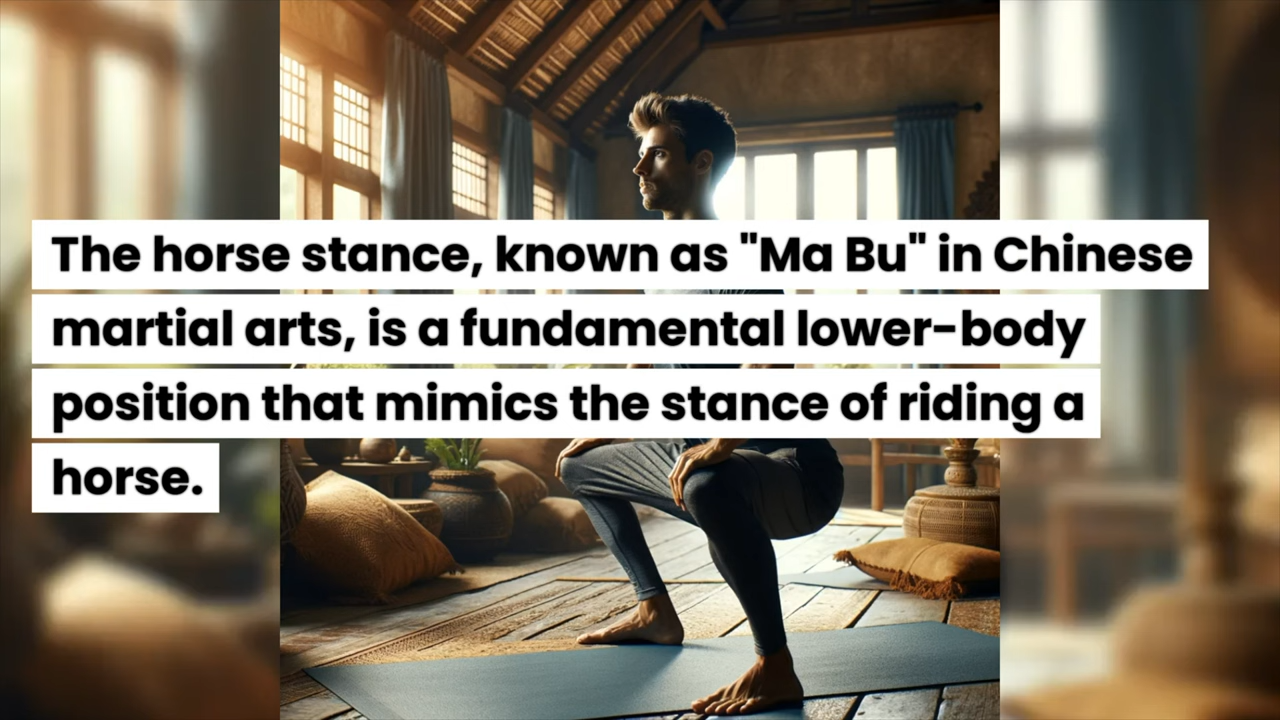 The horse stance, known as "Ma Bu" in Chinese
martial arts, is a fundamental lower-body
position that mimics the stance of riding a
horse.